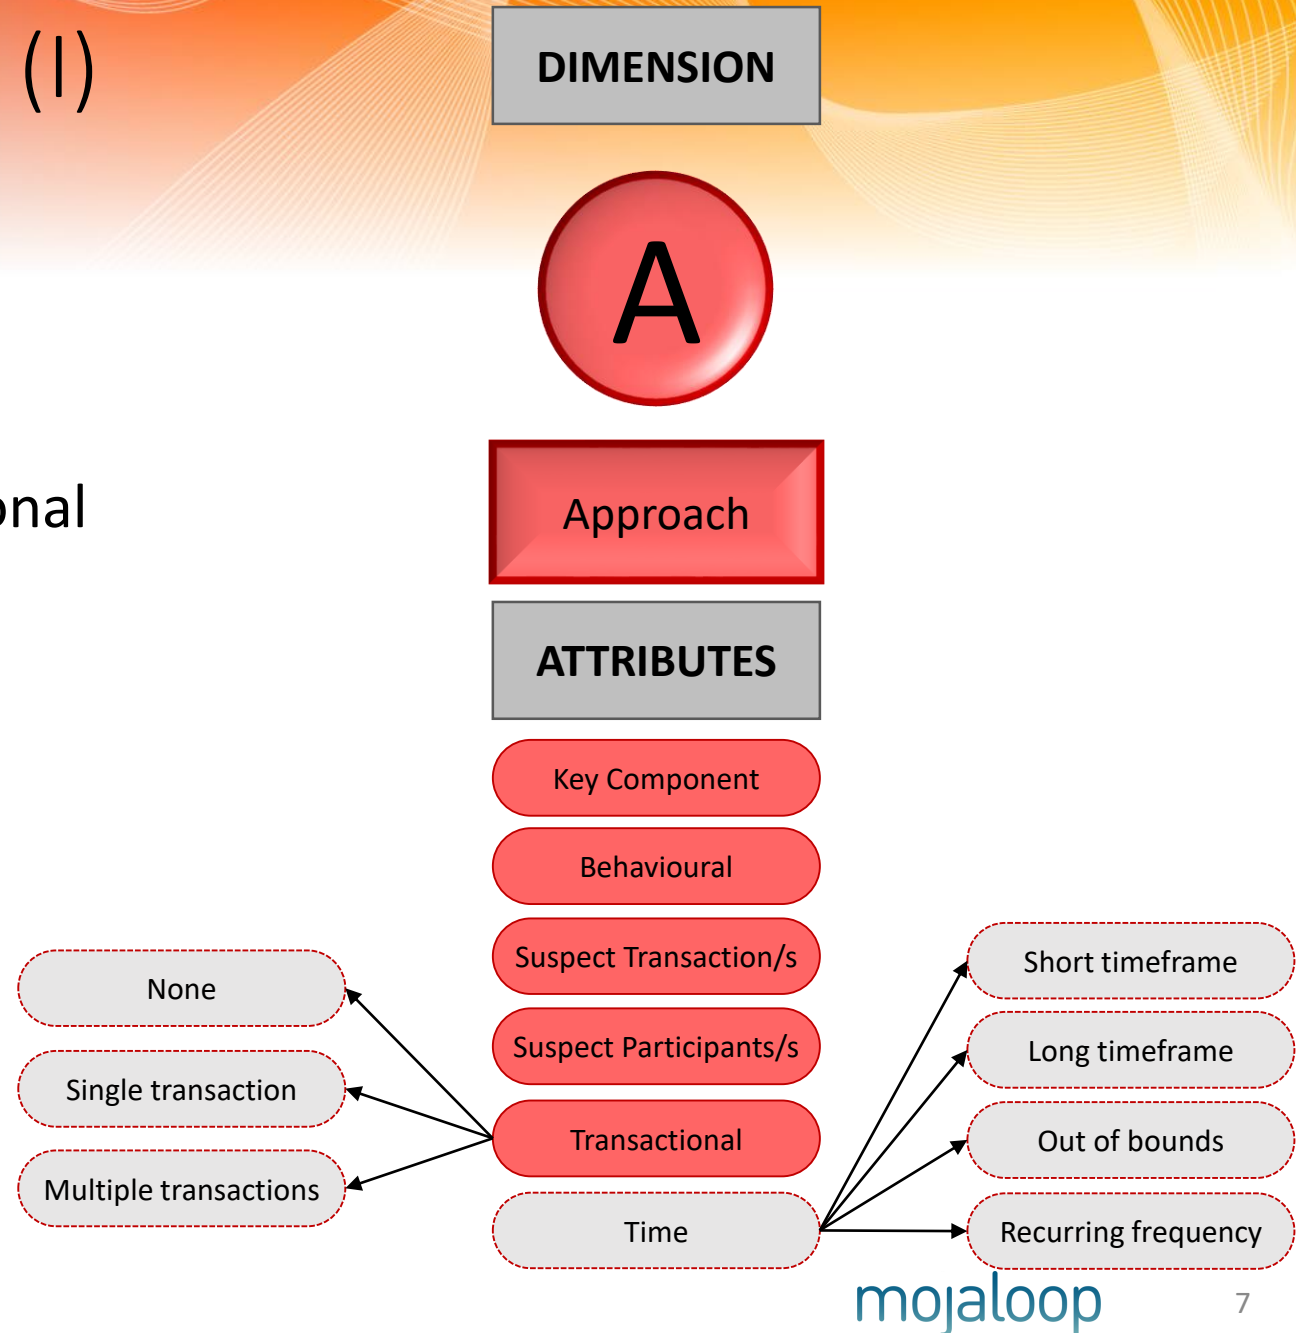 (I)
DIMENSION
A
Approach
onal
ATTRIBUTES
Key Component
Behavioural
Suspect Transaction/s
Suspect Participants/s
Transactional
Time
None
Single transaction
Multiple transactions
Short timeframe
Long timeframe
Out of bounds
Recurring frequency
mojaloop
7